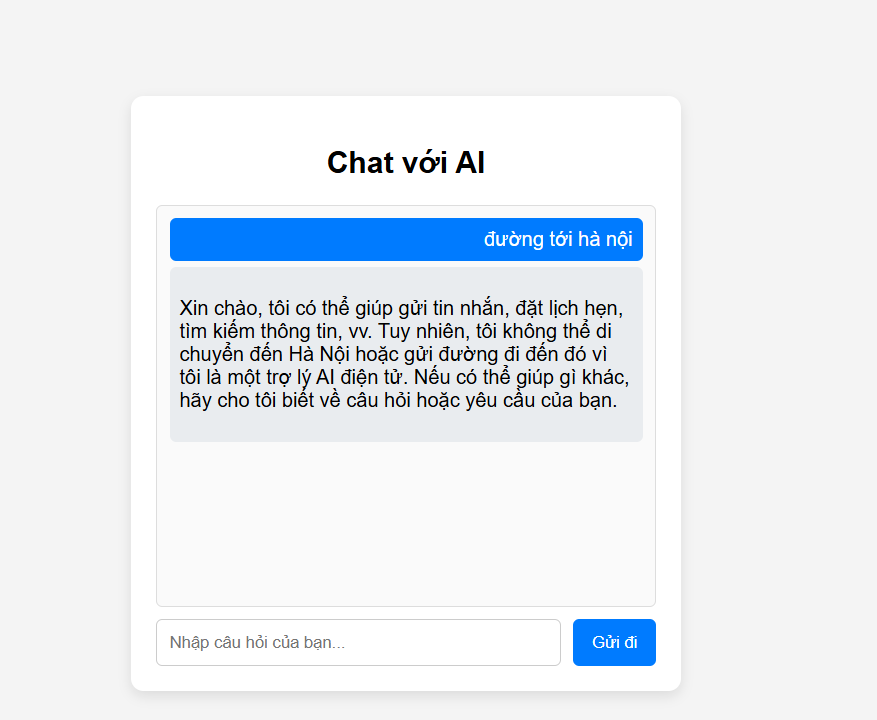 Chat với AI
đường tới hà nội
Xin chào, tôi có thể giúp gửi tin nhắn, đặt lịch hẹn,
tìm kiếm thông tin, vv. Tuy nhiên, tôi không thể di
chuyển đến Hà Nội hoặc gửi đường đi đến đó vì
tôi là một trợ lý AI điện tử. Nếu có thể giúp gì khác,
hãy cho tôi biết về câu hỏi hoặc yêu cầu của bạn.
Nhập câu hỏi của bạn...
Gửi đi